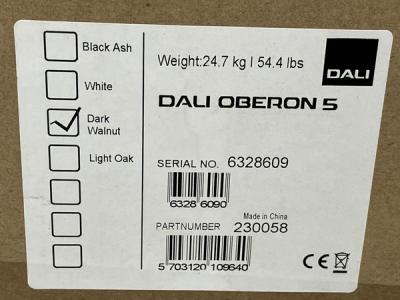 Black Ash
White
Dark
Walnut
Light Oak
Weight:24.7 kg | 54.4 lbs
DALI
DALI OBERON 5
SERIAL NO. 6328609
6328 6090
Made in China
PARTNUMBER 230058
5 703120 109640
CE